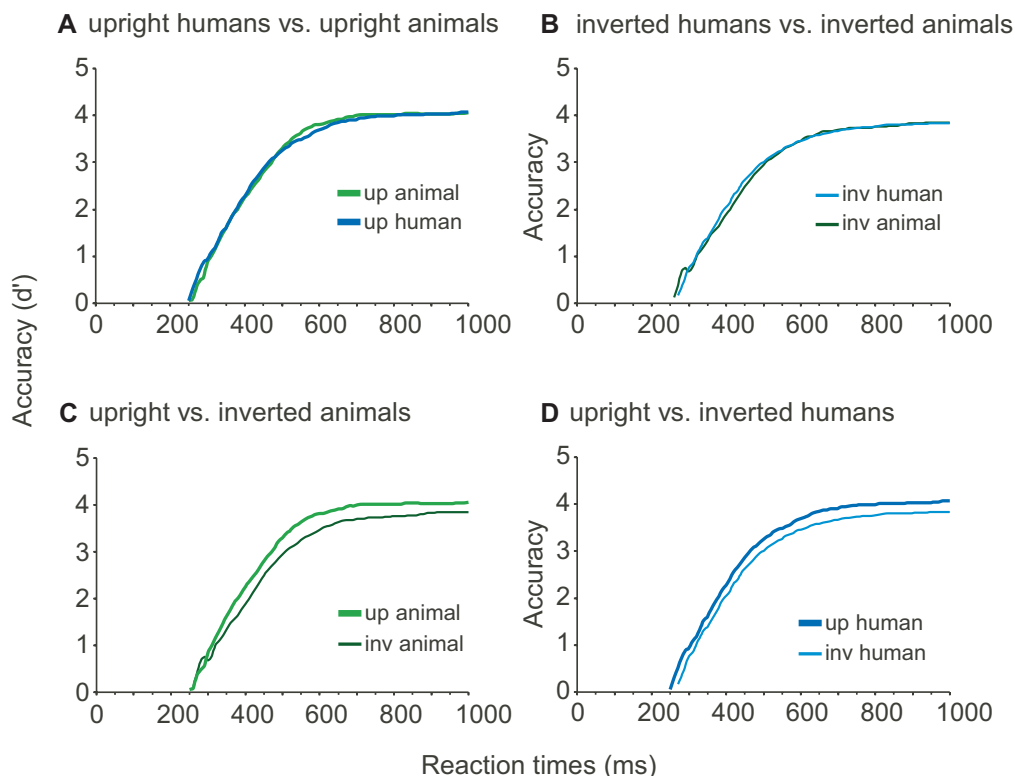 A upright humans vs. upright animals
5
4
3
2
1
0
up animal
up human
0 200 400 600 800 1000
B inverted humans vs. inverted animals
Accuracy
5
4
3
2
1
0
inv human
inv animal
0 200 400 600 800 1000
Accuracy (d')
C upright vs. inverted animals
5
4
3
2
1
0
up animal
inv animal
0 200 400 600 800 1000
D upright vs. inverted humans
Accuracy
5
4
3
2
1
0
up human
inv human
0 200 400 600 800 1000
Reaction times (ms)